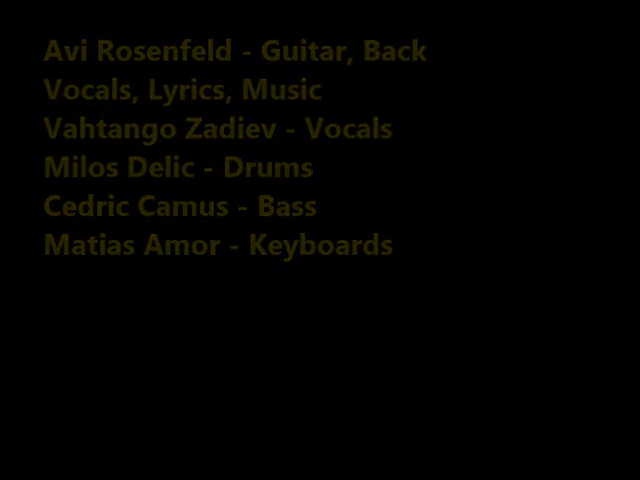 Avi Rosenfeld - Guitar, Back
Vocals, Lyrics, Music
Vahtango Zadiev - Vocals
Milos Delic - Drums
Cedric Camus - Bass
Matias Amor - Keyboards